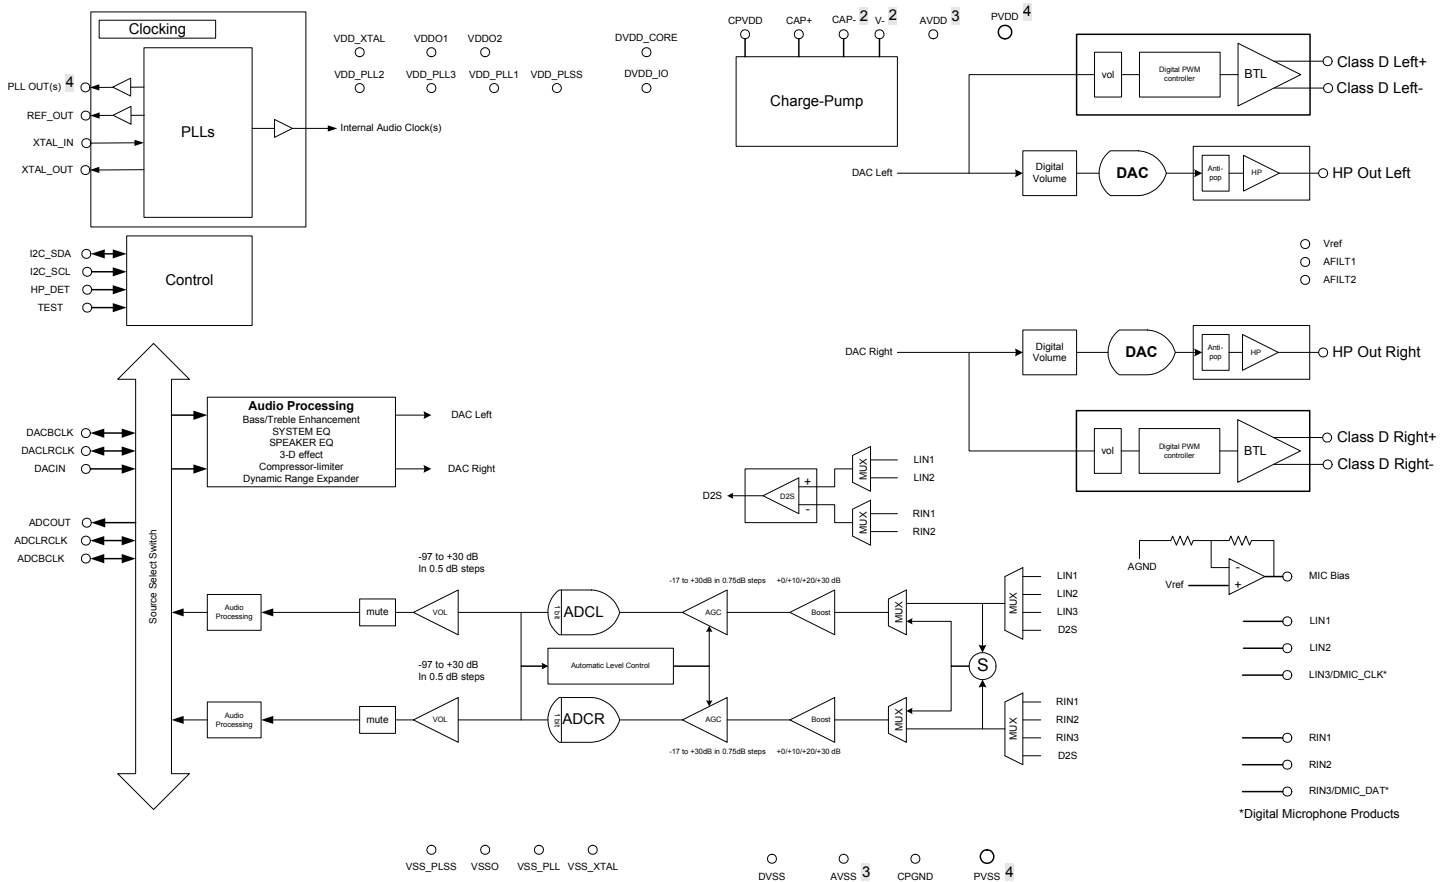 Clocking
PLL OUT(s) 4
REF_OUT
XTAL_IN
XTAL_OUT
PLLs
Internal Audio Clock(s)
VDD_XTAL
VDDO1
VDDO2
VDD_PLL2
VDD_PLL3
VDD_PLL1
VDD_PLSS
DVDD_CORE
DVDD_IO
CPVDD
CAP+
CAP- 2
V- 2
AVDD 3
PVDD 4
Charge-Pump
vol
Digital PWM
controller
BTL
Class D Left+
Class D Left-
DAC Left
Digital
Volume
DAC
Anti-
pop
HP
HP Out Left
I2C_SDA
I2C_SCL
HP_DET
TEST
Control
Vref
AFILT1
AFILT2
DAC Right
Digital
Volume
DAC
Anti-
pop
HP
HP Out Right
vol
Digital PWM
controller
BTL
Class D Right+
Class D Right-
DACBCLK
DACLRCLK
DACIN
ADCOUT
ADCLRCLK
ADCBCLK
Source Select Switch
Audio Processing
Bass/Treble Enhancement
SYSTEM EQ
SPEAKER EQ
3-D effect
Compressor-limiter
Dynamic Range Expander
DAC Left
DAC Right
D2S
D2S
+
-
MUX
LIN1
LIN2
MUX
RIN1
RIN2
-97 to +30 dB
In 0.5 dB steps
-17 to +30dB in 0.75dB steps
+0/+10/+20/+30 dB
Audio
Processing
mute
VOL
1 bit
ADCL
AGC
Boost
MUX
MUX
LIN1
LIN2
LIN3
D2S
Automatic Level Control
S
-97 to +30 dB
In 0.5 dB steps
Audio
Processing
mute
VOL
1 bit
ADCR
AGC
Boost
MUX
MUX
RIN1
RIN2
RIN3
D2S
-17 to +30dB in 0.75dB steps
+0/+10/+20/+30 dB
AGND
Vref
-
+
MIC Bias
LIN1
LIN2
LIN3/DMIC_CLK*
RIN1
RIN2
RIN3/DMIC_DAT*
*Digital Microphone Products
VSS_PLSS
VSSO
VSS_PLL
VSS_XTAL
DVSS
AVSS 3
CPGND
PVSS 4